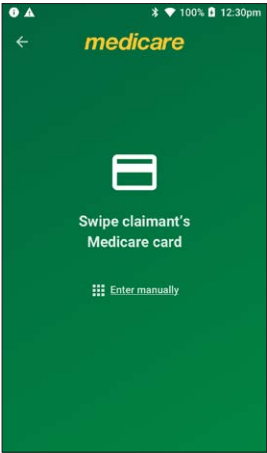 100% 12:30pm
medicare
Swipe claimant's
Medicare card
Enter manually